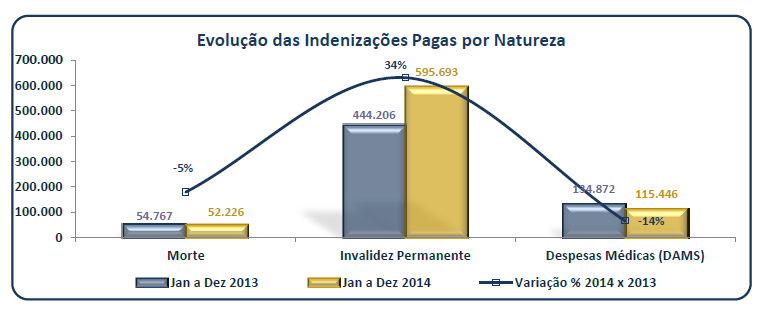 Evolução das Indenizações Pagas por Natureza
700.000
600.000
500.000
400.000
300.000
200.000
100.000
0
-5%
34%
-14%
54.767
52.226
444.206
595.693
134.872
115.446
Morte
Invalidez Permanente
Despesas Médicas (DAMS)
Jan a Dez 2013
Jan a Dez 2014
Variação % 2014 x 2013